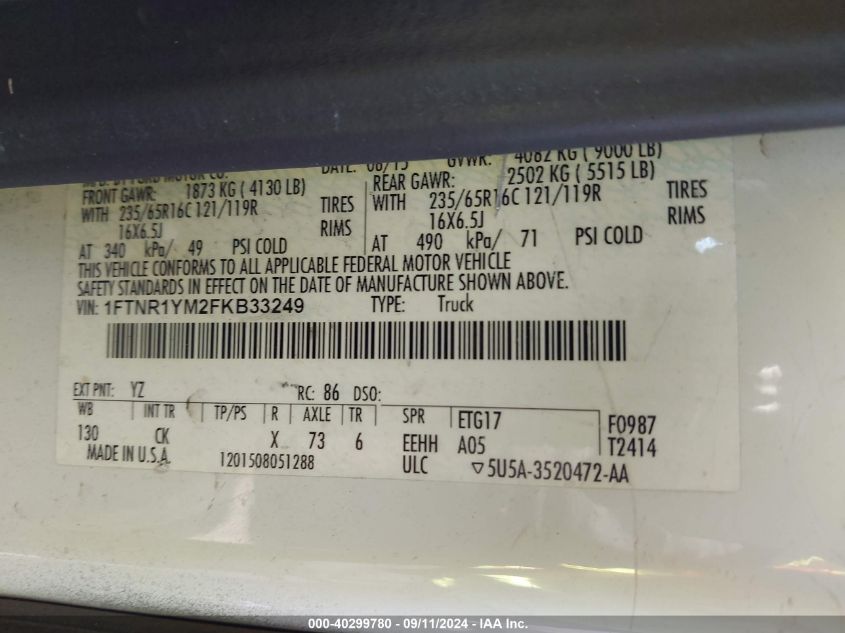 MFD. BY FORD MOTOR CO. DATE: 08/15 GVWR: 4082 KG ( 9000 LB)
FRONT GAWR: 1873 KG ( 4130 LB) REAR GAWR: 2502 KG ( 5515 LB)
WITH 235/65R16C 121/119R TIRES WITH 235/65R16C 121/119R TIRES
16X6.5J RIMS 16X6.5J RIMS
AT 340 kPa/ 49 PSI COLD AT 490 kPa/ 71 PSI COLD
THIS VEHICLE CONFORMS TO ALL APPLICABLE FEDERAL MOTOR VEHICLE
SAFETY STANDARDS IN EFFECT ON THE DATE OF MANUFACTURE SHOWN ABOVE.
VIN: 1FTNR1YM2FKB33249 TYPE: Truck
EXT PNT: YZ RC: 86 DSO:
WB INT TR TP/PS R AXLE TR SPR ETG17 F0987
130 CK X 73 6 EEHH A05 T2414
MADE IN U.S.A. 1201508051288 ULC ▽5U5A-3520472-AA
000-40299780 - 09/11/2024 - IAA Inc.